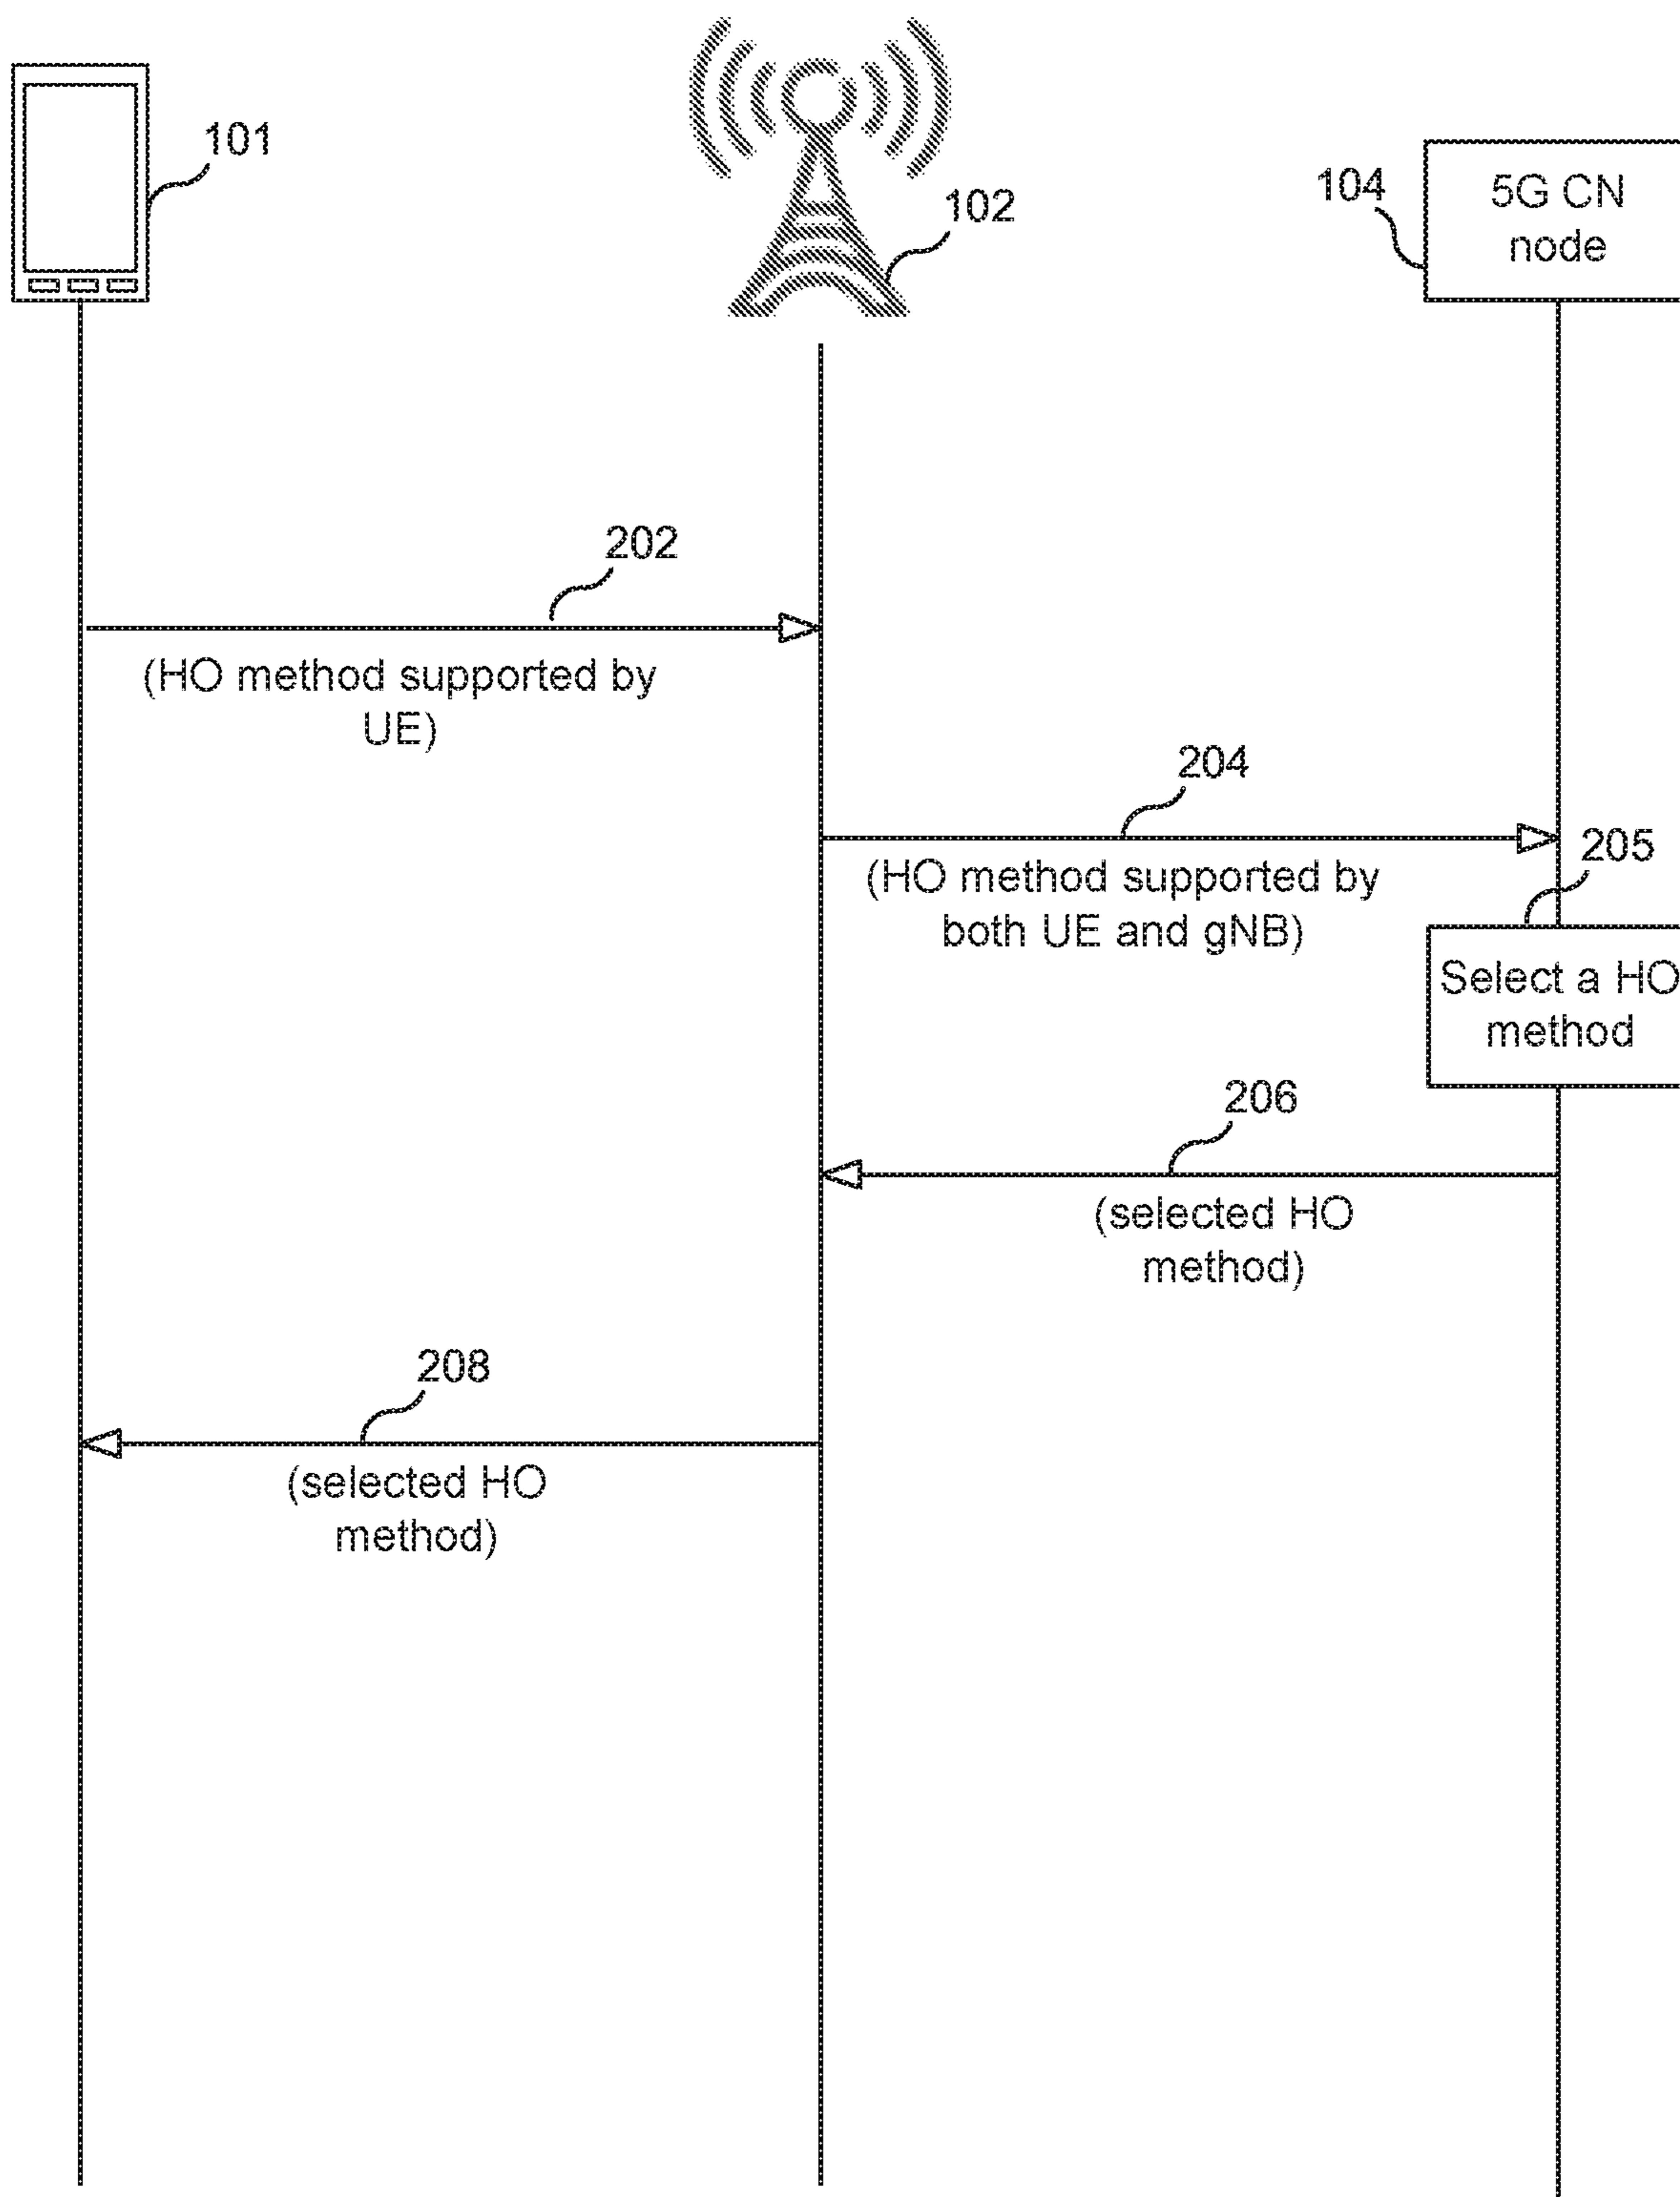 101
102
104
5G CN
node
202
(HO method supported by
UE)
204
(HO method supported by
both UE and gNB)
205
Select a HO
method
206
(selected HO
method)
208
(selected HO
method)